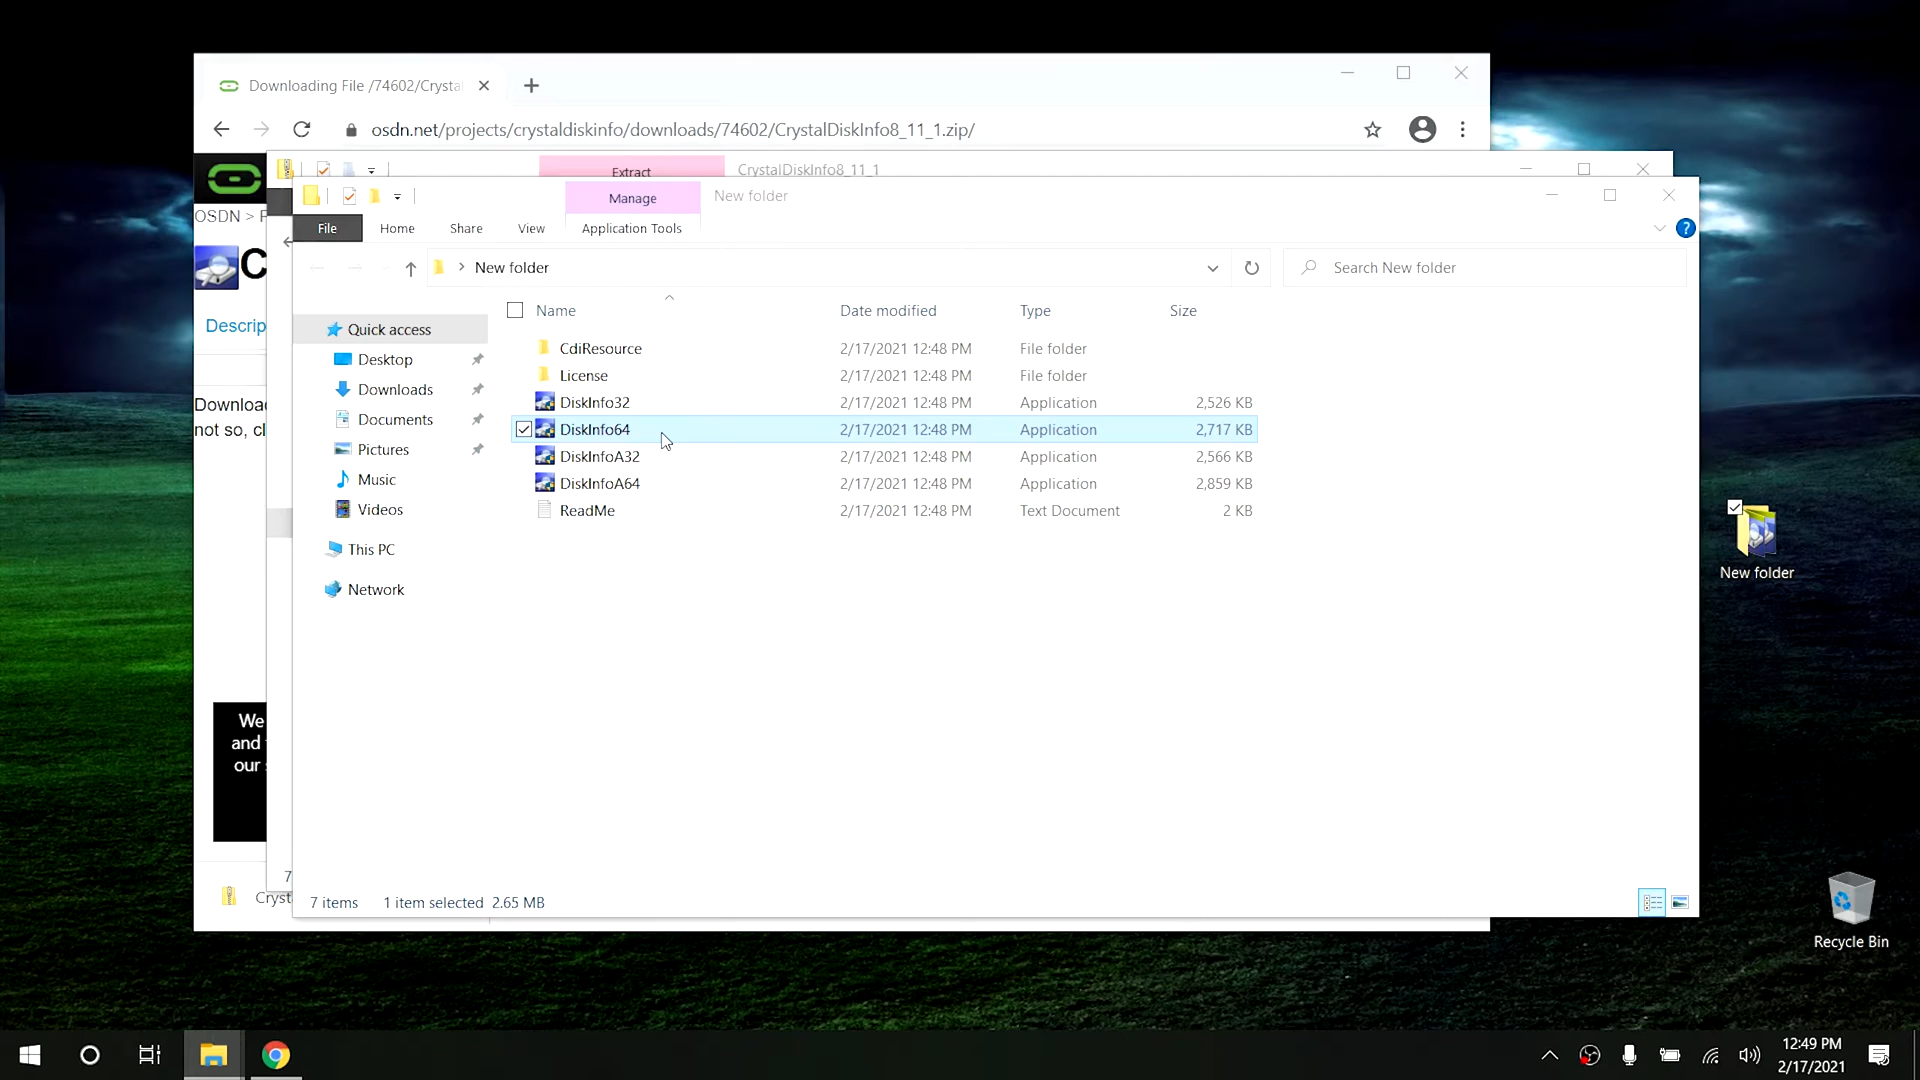 Downloading File /74602/Crysta
osdn.net/projects/crystaldiskinfo/downloads/74602/CrystalDiskInfo8_11_1.zip/
Extract
CrystalDiskInfo8_11_1
OSDN > F
C
Descrip
Downloa
not so, cl
We
and
our
Cryst
7
Manage
New folder
File
Home
Share
View
Application Tools
New folder
Search New folder
Name
Date modified
Type
Size
Quick access
Desktop
Downloads
Documents
Pictures
Music
Videos
This PC
Network
CdiResource 2/17/2021 12:48 PM File folder
License 2/17/2021 12:48 PM File folder
DiskInfo32 2/17/2021 12:48 PM Application 2,526 KB
DiskInfo64 2/17/2021 12:48 PM Application 2,717 KB
DiskInfoA32 2/17/2021 12:48 PM Application 2,566 KB
DiskInfoA64 2/17/2021 12:48 PM Application 2,859 KB
ReadMe 2/17/2021 12:48 PM Text Document 2 KB
7 items 1 item selected 2.65 MB
New folder
Recycle Bin
12:49 PM
2/17/2021